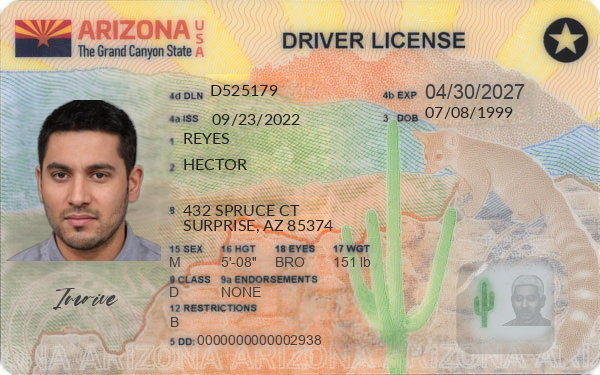 ARIZONA USA
The Grand Canyon State
DRIVER LICENSE
4d DLN D525179
4b EXP 04/30/2027
4a ISS 09/23/2022
3 DOB 07/08/1999
1 REYES
2 HECTOR
8 432 SPRUCE CT
SURPRISE, AZ 85374
15 SEX 16 HGT 18 EYES 17 WGT
M 5'-08" BRO 151 lb
9 CLASS 9a ENDORSEMENTS
D NONE
12 RESTRICTIONS
B
5 DD: 0000000000002938
ARIZONA ARIZONA ARIZONA ARIZONA